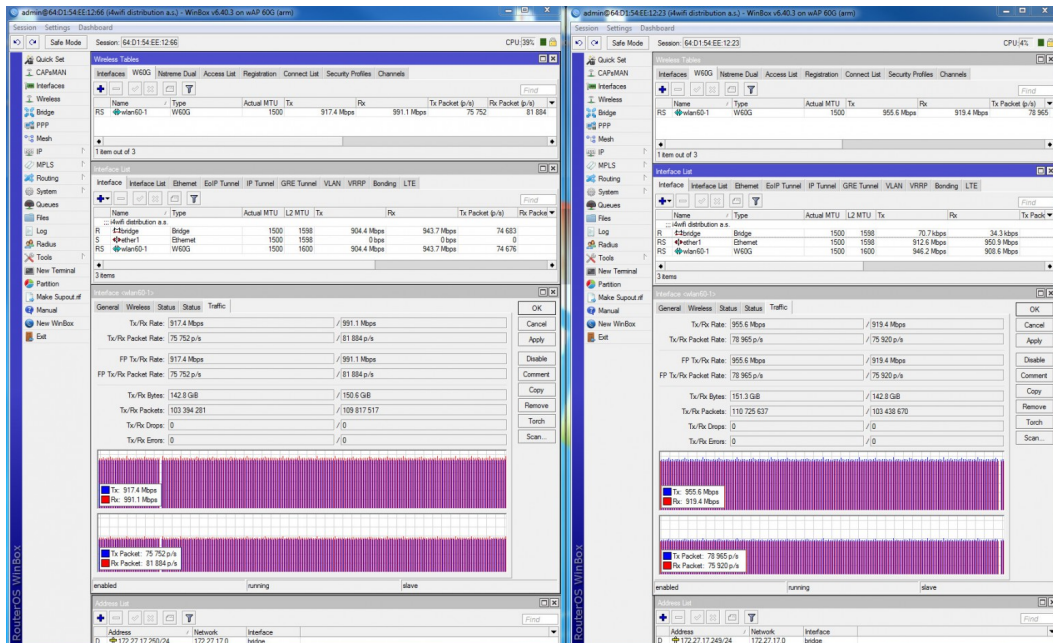 admin@64:D1:54:EE:12:66 (i4wifi distribution a.s.) - WinBox v6.40.3 on wAP 60G (arm)
Session Settings Dashboard
Safe Mode Session: 64:D1:54:EE:12:66 CPU: 39%
Quick Set
CAPsMAN
Interfaces
Wireless
Bridge
PPP
Mesh
IP
MPLS
Routing
System
Queues
Files
Log
Radius
Tools
New Terminal
Partition
Make Supout.rif
Manual
New WinBox
Exit
RouterOS WinBox
Wireless Tables
Interfaces W60G Nstreme Dual Access List Registration Connect List Security Profiles Channels
Find
Name / Type Actual MTU Tx Rx Tx Packet (p/s) Rx Packet (p/s)
RS wlan60-1 W60G 1500 917.4 Mbps 991.1 Mbps 75 752 81 884
1 item out of 3
Interface List
Interface Interface List Ethernet EoIP Tunnel IP Tunnel GRE Tunnel VLAN VRRP Bonding LTE
Find
Name / Type Actual MTU L2 MTU Tx Rx Tx Packet (p/s) Rx Packe
;;; i4wifi distribution a.s.
R bridge Bridge 1500 1598 904.4 Mbps 943.7 Mbps 74 683
S ether1 Ethernet 1500 1598 0 bps 0 bps 0
RS wlan60-1 W60G 1500 1600 904.4 Mbps 943.7 Mbps 74 676
3 items
Interface <wlan60-1>
General Wireless Status Status Traffic
Tx/Rx Rate: 917.4 Mbps / 991.1 Mbps
Tx/Rx Packet Rate: 75 752 p/s / 81 884 p/s
FP Tx/Rx Rate: 917.4 Mbps / 991.1 Mbps
FP Tx/Rx Packet Rate: 75 752 p/s / 81 884 p/s
Tx/Rx Bytes: 142.8 GiB / 150.6 GiB
Tx/Rx Packets: 103 394 281 / 109 817 517
Tx/Rx Drops: 0 / 0
Tx/Rx Errors: 0 / 0
OK
Cancel
Apply
Disable
Comment
Copy
Remove
Torch
Scan...
Tx: 917.4 Mbps
Rx: 991.1 Mbps
Tx Packet: 75 752 p/s
Rx Packet: 81 884 p/s
enabled running slave
Address List
Find
Address / Network Interface
D 172.27.17.250/24 172.27.17.0 bridge
admin@64:D1:54:EE:12:23 (i4wifi distribution a.s.) - WinBox v6.40.3 on wAP 60G (arm)
Session Settings Dashboard
Safe Mode Session: 64:D1:54:EE:12:23 CPU: 4%
Quick Set
CAPsMAN
Interfaces
Wireless
Bridge
PPP
Mesh
IP
MPLS
Routing
System
Queues
Files
Log
Radius
Tools
New Terminal
Partition
Make Supout.rif
Manual
New WinBox
Exit
RouterOS WinBox
Wireless Tables
Interfaces W60G Nstreme Dual Access List Registration Connect List Security Profiles Channels
Find
Name / Type Actual MTU Tx Rx Tx Packet (p/s)
RS wlan60-1 W60G 1500 955.6 Mbps 919.4 Mbps 78 965
1 item out of 3
Interface List
Interface Interface List Ethernet EoIP Tunnel IP Tunnel GRE Tunnel VLAN VRRP Bonding LTE
Find
Name / Type Actual MTU L2 MTU Tx Rx Tx Pack
;;; i4wifi distribution a.s.
R bridge Bridge 1500 1598 70.7 kbps 34.3 kbps
RS ether1 Ethernet 1500 1598 912.6 Mbps 950.9 Mbps
RS wlan60-1 W60G 1500 1600 946.2 Mbps 908.6 Mbps
3 items
Interface <wlan60-1>
General Wireless Status Status Traffic
Tx/Rx Rate: 955.6 Mbps / 919.4 Mbps
Tx/Rx Packet Rate: 78 965 p/s / 75 920 p/s
FP Tx/Rx Rate: 955.6 Mbps / 919.4 Mbps
FP Tx/Rx Packet Rate: 78 965 p/s / 75 920 p/s
Tx/Rx Bytes: 151.3 GiB / 142.8 GiB
Tx/Rx Packets: 110 725 637 / 103 438 670
Tx/Rx Drops: 0 / 0
Tx/Rx Errors: 0 / 0
OK
Cancel
Apply
Disable
Comment
Copy
Remove
Torch
Scan...
Tx: 955.6 Mbps
Rx: 919.4 Mbps
Tx Packet: 78 965 p/s
Rx Packet: 75 920 p/s
enabled running slave
Address List
Find
Address / Network Interface
D 172.27.17.249/24 172.27.17.0 bridge